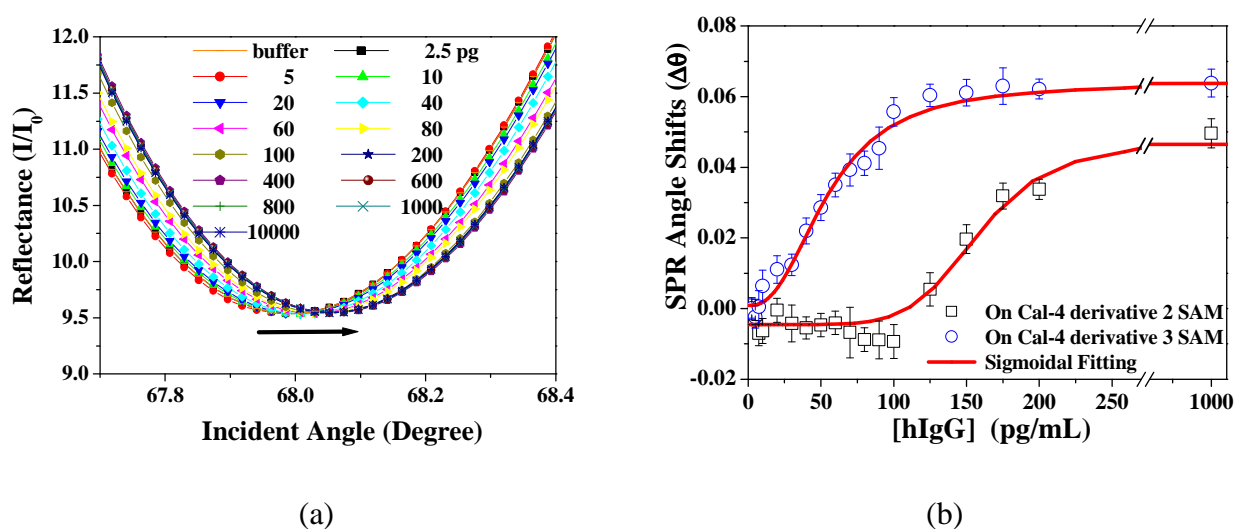 12.0
11.5
11.0
10.5
10.0
9.5
9.0
Reflectance (I/I0)
buffer 2.5 pg
5 10
20 40
60 80
100 200
400 600
800 1000
10000
67.8 68.0 68.2 68.4
Incident Angle (Degree)
(a)
0.08
0.06
0.04
0.02
0.00
-0.02
SPR Angle Shifts (Δθ)
On Cal-4 derivative 2 SAM
On Cal-4 derivative 3 SAM
Sigmoidal Fitting
0 50 100 150 200 250 1000
[hIgG] (pg/mL)
(b)